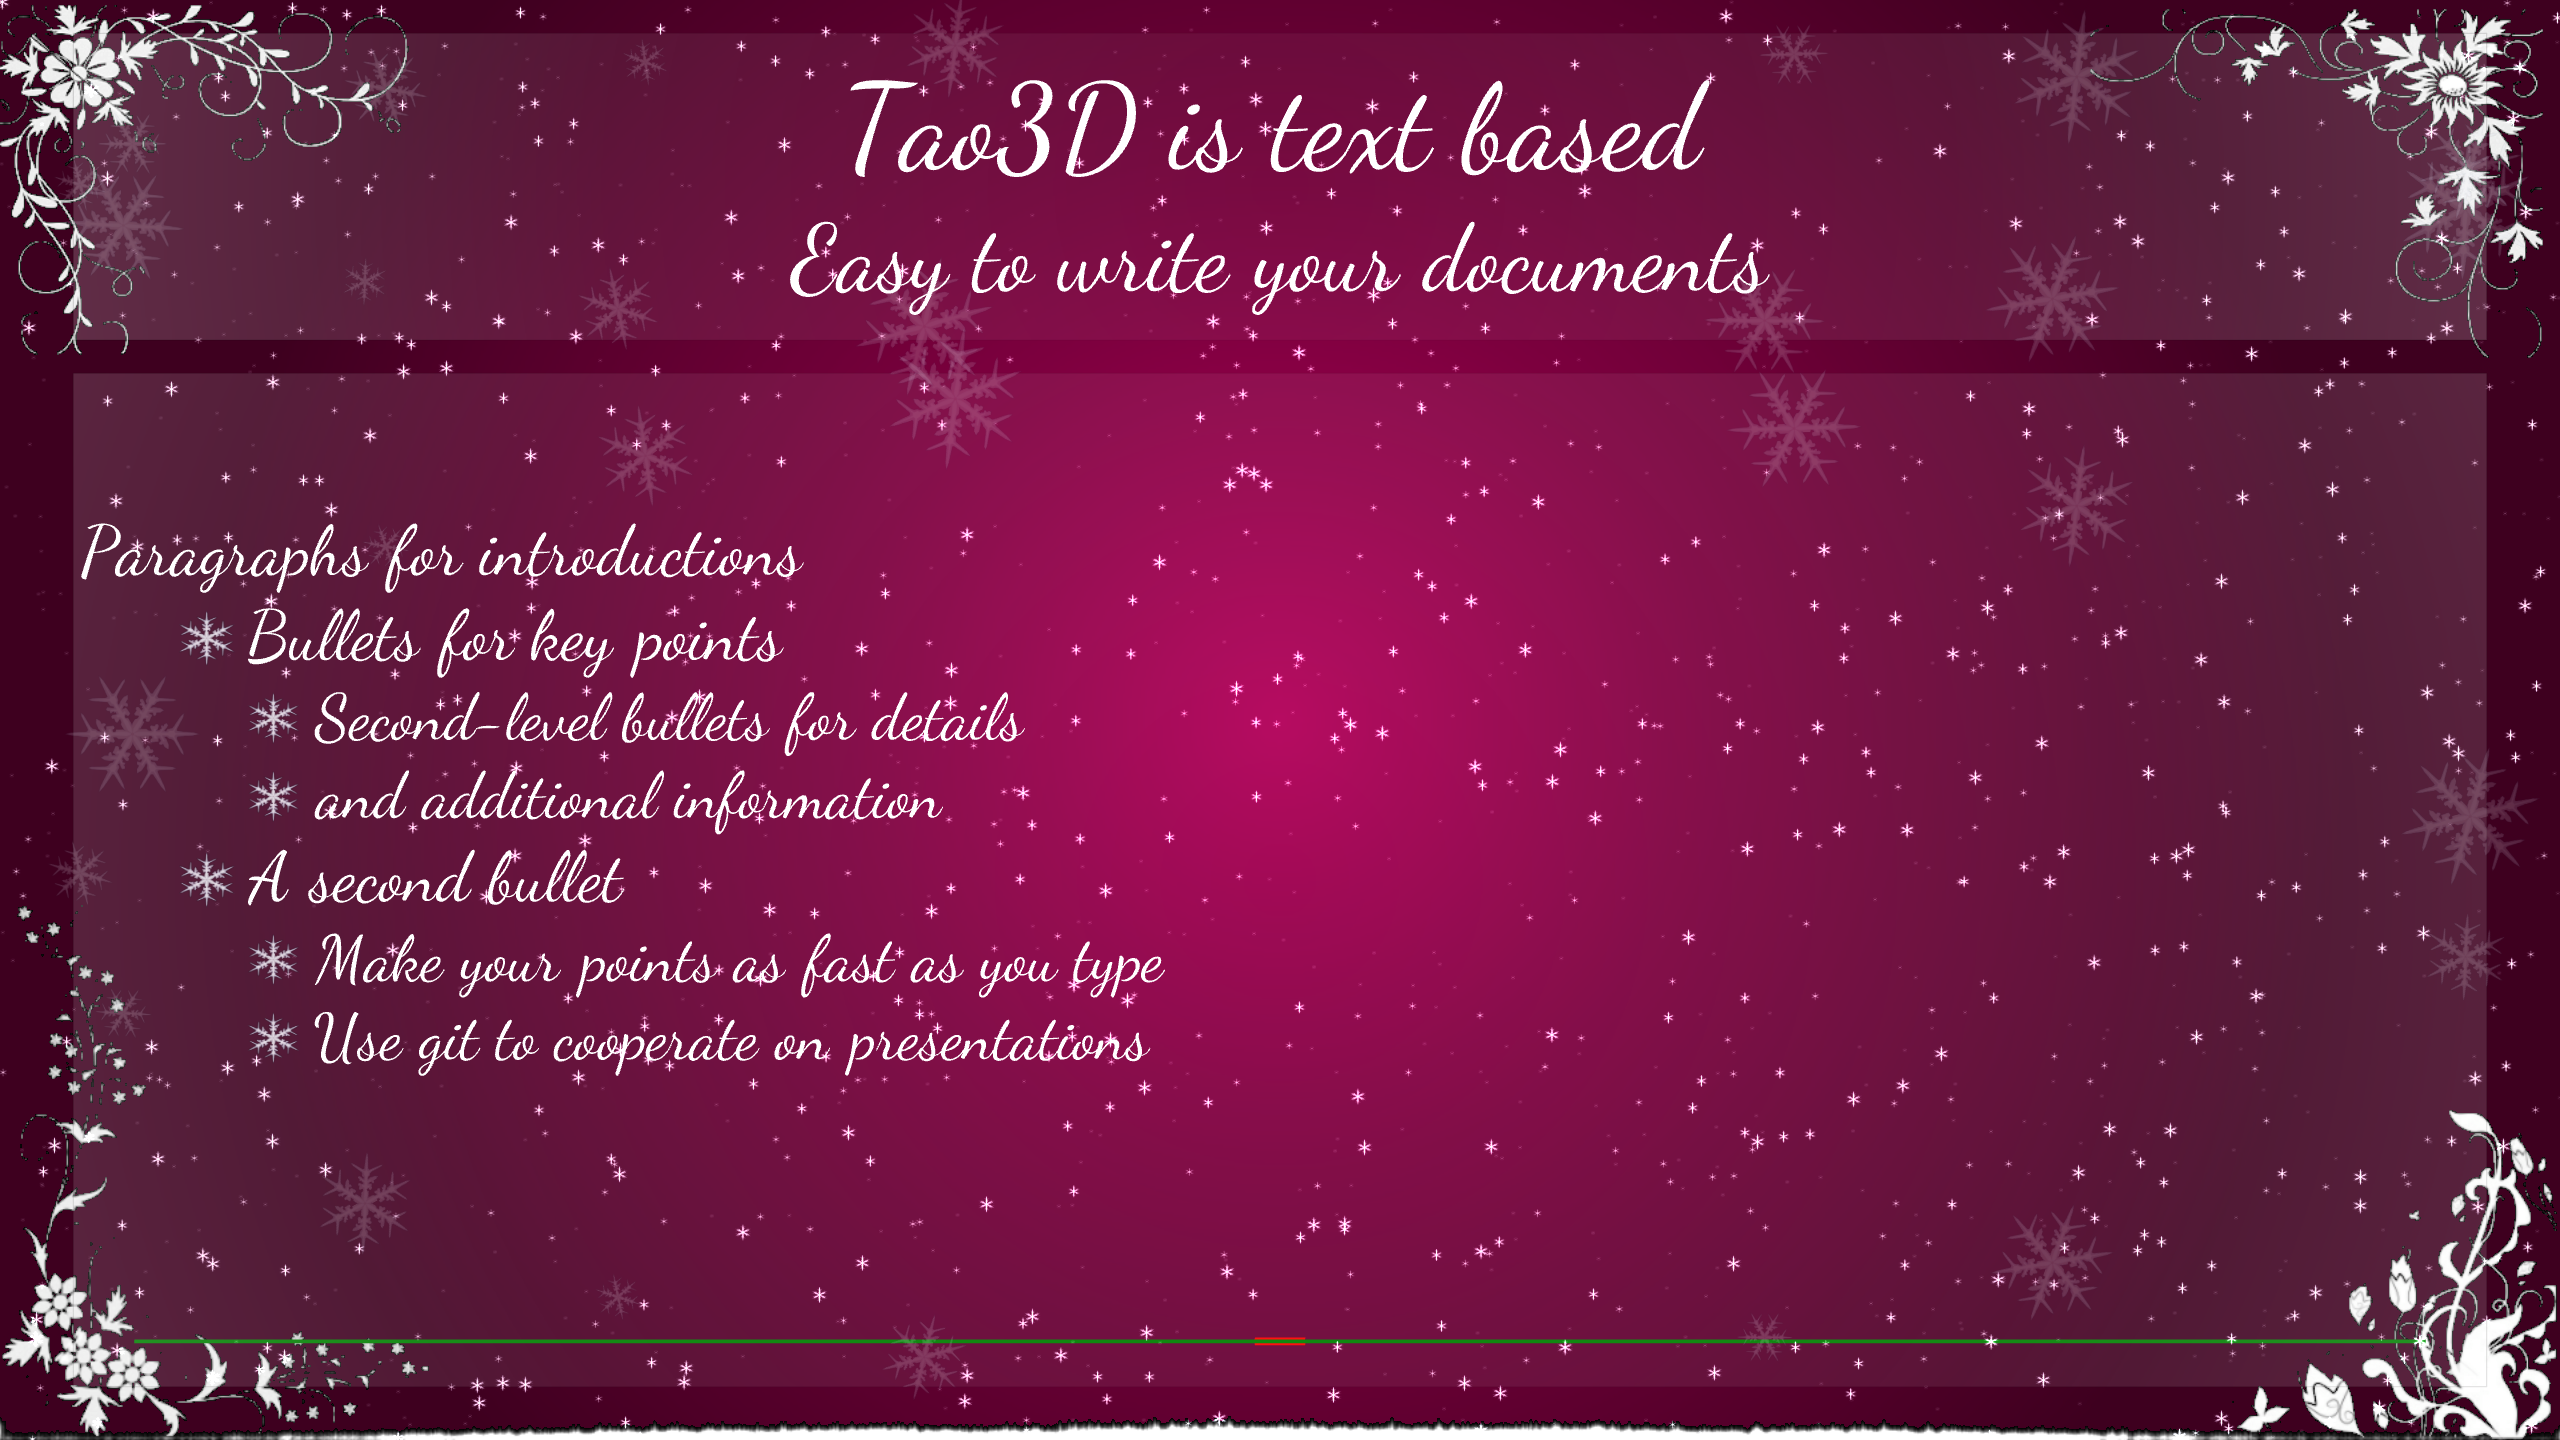 Tao3D is text based
Easy to write your documents
Paragraphs for introductions
Bullets for key points
Second-level bullets for details
and additional information
A second bullet
Make your points as fast as you type
Use git to cooperate on presentations